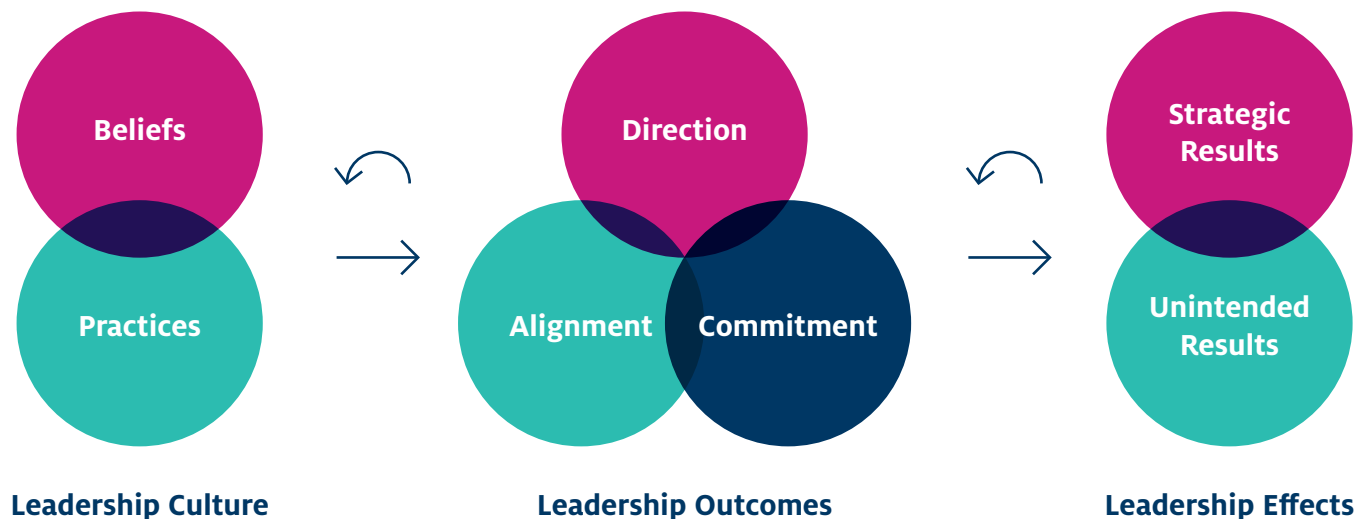 Beliefs
Practices
Leadership Culture
Direction
Alignment
Commitment
Leadership Outcomes
Strategic
Results
Unintended
Results
Leadership Effects